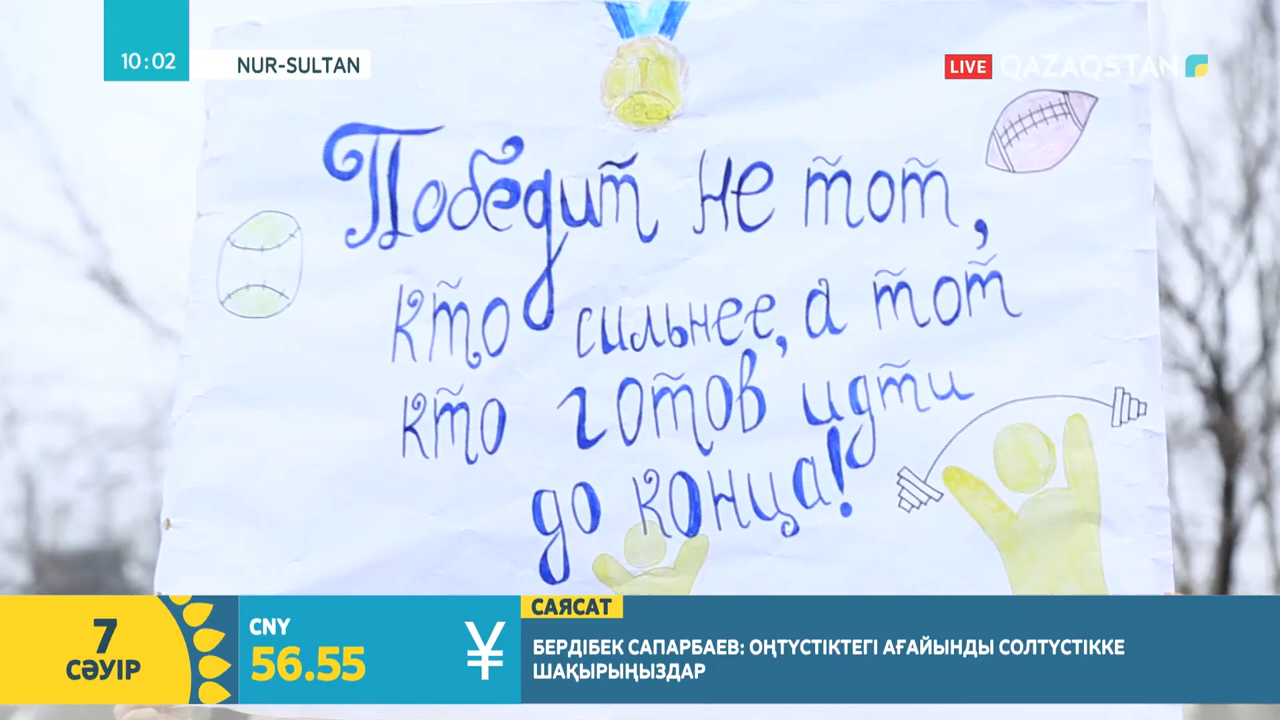 10:02
NUR-SULTAN
LIVE
QAZAQSTAN
1
Победит не тот,
кто сильнее, а тот
кто готов идти
до конца!
7
СӘУІР
CNY
56.55
¥
САЯСАТ
БЕРДІБЕК САПАРБАЕВ: ОҢТҮСТІКТЕГІ АҒАЙЫНДЫ СОЛТҮСТІККЕ
ШАҚЫРЫҢЫЗДАР